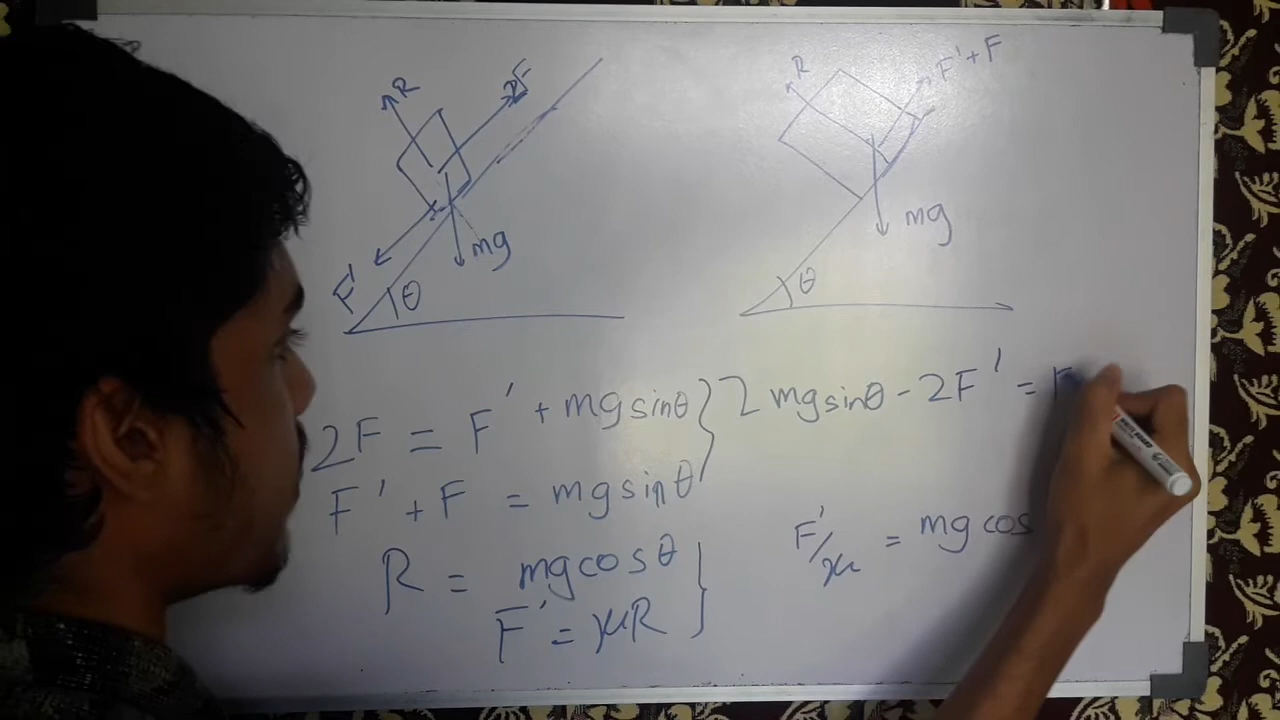 R
2F
F'
θ
mg
R
F'+F
mg
θ
2F = F' + mg sinθ } 2 mg sinθ - 2F' = F
F' + F = mg sinθ
R = mg cosθ
F' = μR
F'/μ = mg cos